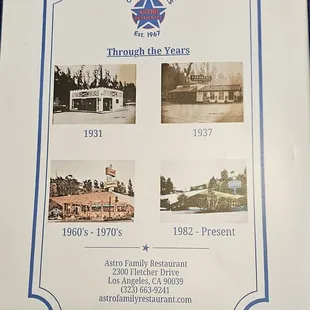 ASTRO
Est. 1967
Through the Years
1931
1937
1960's - 1970's
1982 - Present
Astro Family Restaurant
2300 Fletcher Drive
Los Angeles, CA 90039
(323) 663-9241
astrofamilyrestaurant.com